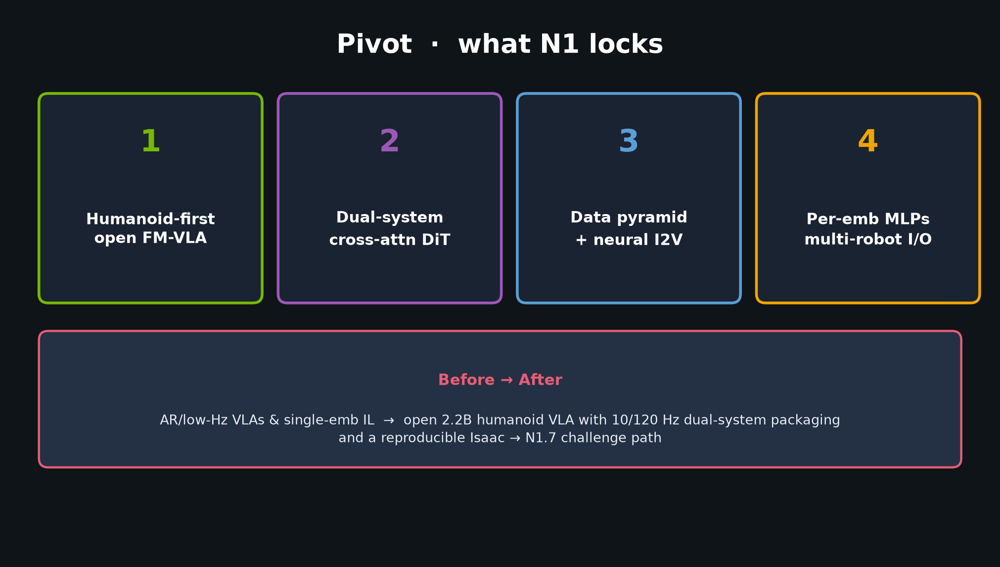 Pivot · what N1 locks
1
Humanoid-first
open FM-VLA
2
Dual-system
cross-attn DiT
3
Data pyramid
+ neural I2V
4
Per-emb MLPs
multi-robot I/O
Before → After
AR/low-Hz VLAs & single-emb IL → open 2.2B humanoid VLA with 10/120 Hz dual-system packaging
and a reproducible Isaac → N1.7 challenge path